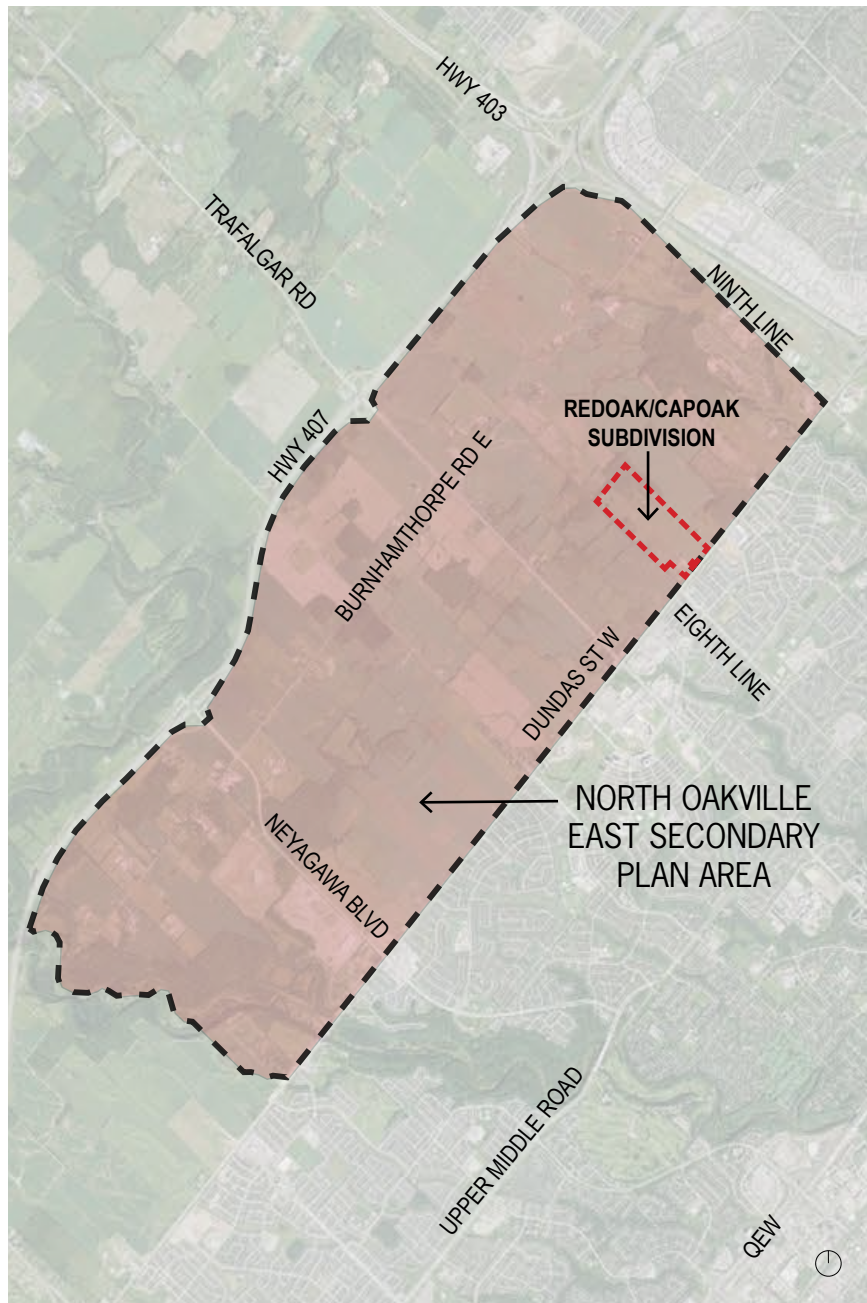 HWY 403
TRAFALGAR RD
NINTH LINE
REDOAK/CAPOAK
SUBDIVISION
HWY 407
BURNHAMTHORPE RD E
EIGHTH LINE
DUNDAS ST W
NORTH OAKVILLE
EAST SECONDARY
PLAN AREA
NEYAGAWA BLVD
UPPER MIDDLE ROAD
QEW